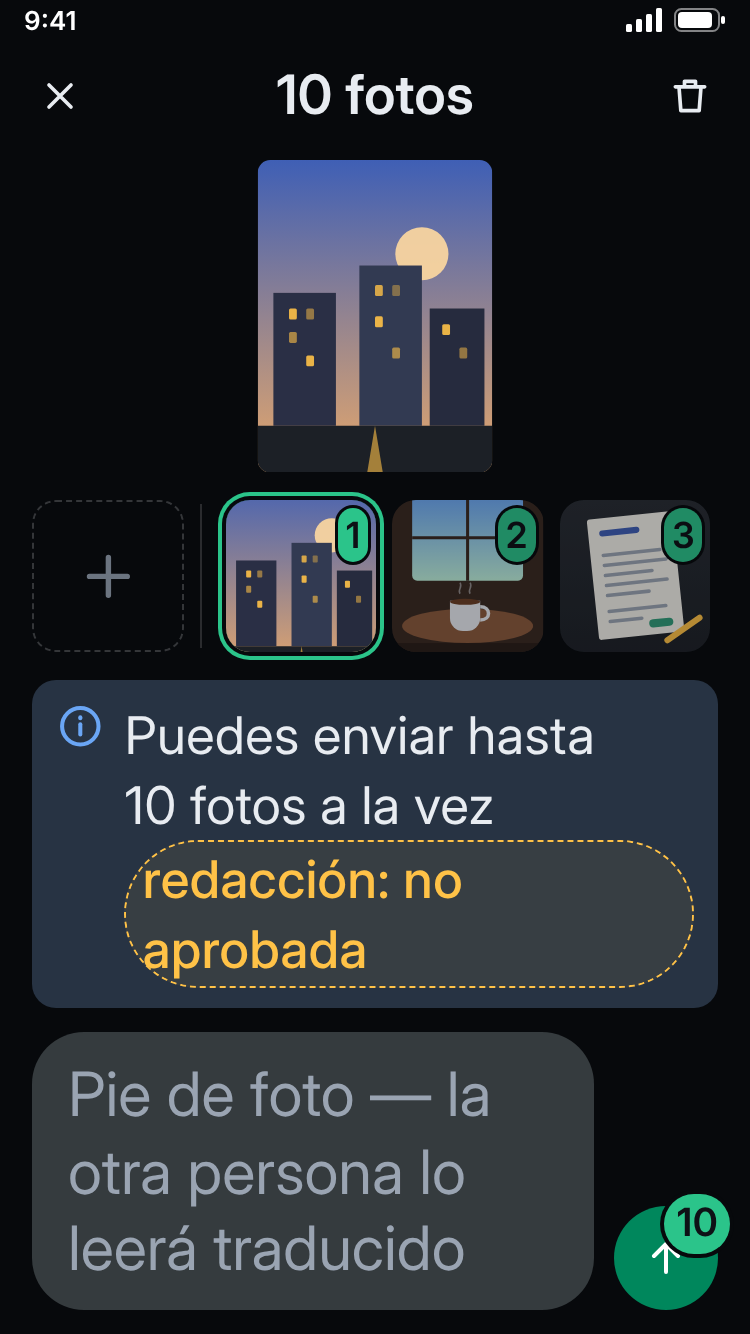 9:41
10 fotos
1
2
3
Puedes enviar hasta
10 fotos a la vez
redacción: no
aprobada
Pie de foto — la
otra persona lo
leerá traducido
10